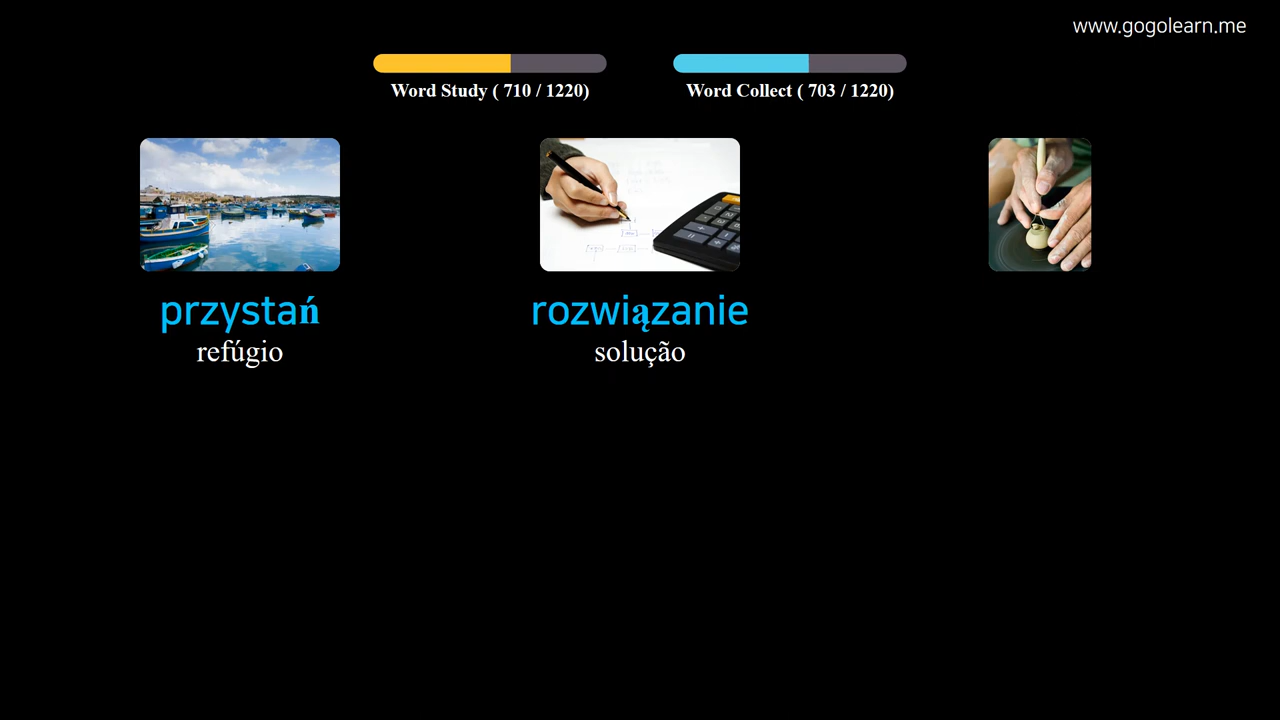 www.gogolearn.me
Word Study ( 710 / 1220)
Word Collect ( 703 / 1220)
przystań
refúgio
rozwiązanie
solução